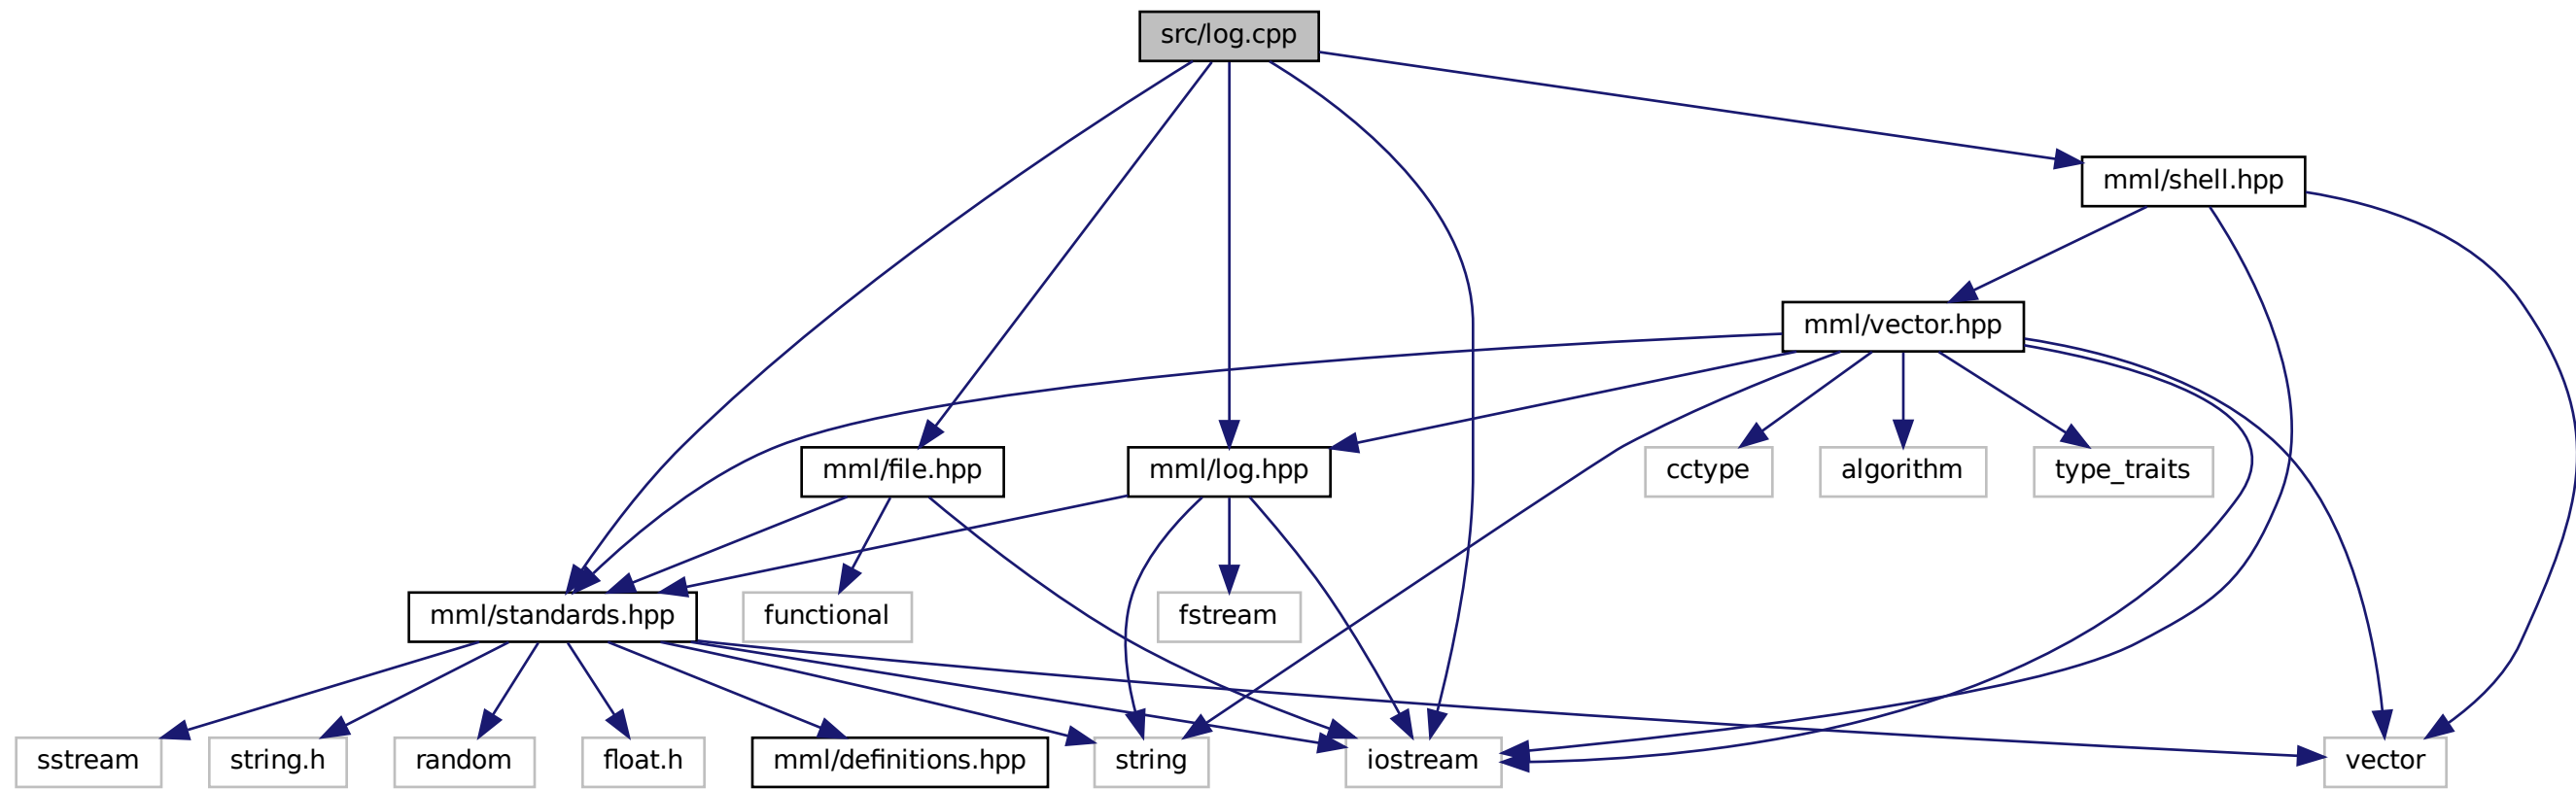 src/log.cpp
mml/shell.hpp
mml/vector.hpp
mml/file.hpp
mml/log.hpp
cctype
algorithm
type_traits
mml/standards.hpp
functional
fstream
sstream
string.h
random
float.h
mml/definitions.hpp
string
iostream
vector